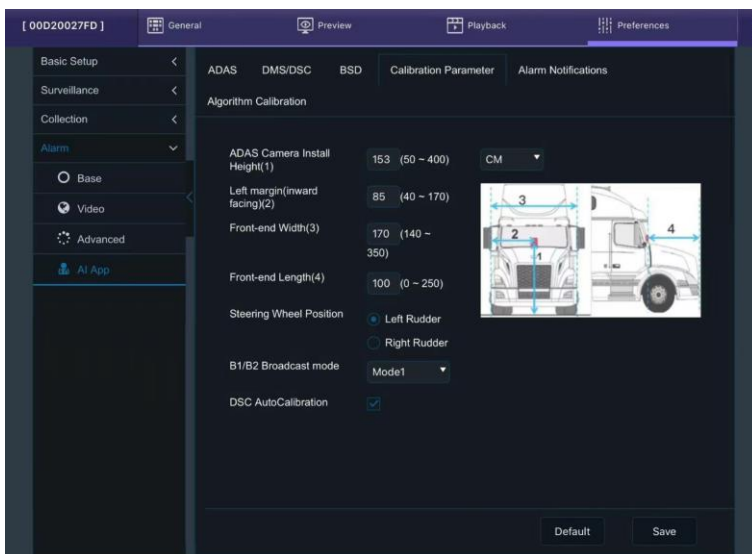 [ 00D20027FD ]
General
Preview
Playback
Preferences
Basic Setup
Surveillance
Collection
Alarm
Base
Video
Advanced
AI App
ADAS DMS/DSC BSD Calibration Parameter Alarm Notifications
Algorithm Calibration
ADAS Camera Install
Height(1)
153 (50 ~ 400) CM
Left margin(inward
facing)(2)
85 (40 ~ 170)
Front-end Width(3)
170 (140 ~
350)
Front-end Length(4)
100 (0 ~ 250)
Steering Wheel Position
Left Rudder
Right Rudder
B1/B2 Broadcast mode
Mode1
DSC AutoCalibration
3
2
1
4
Default
Save